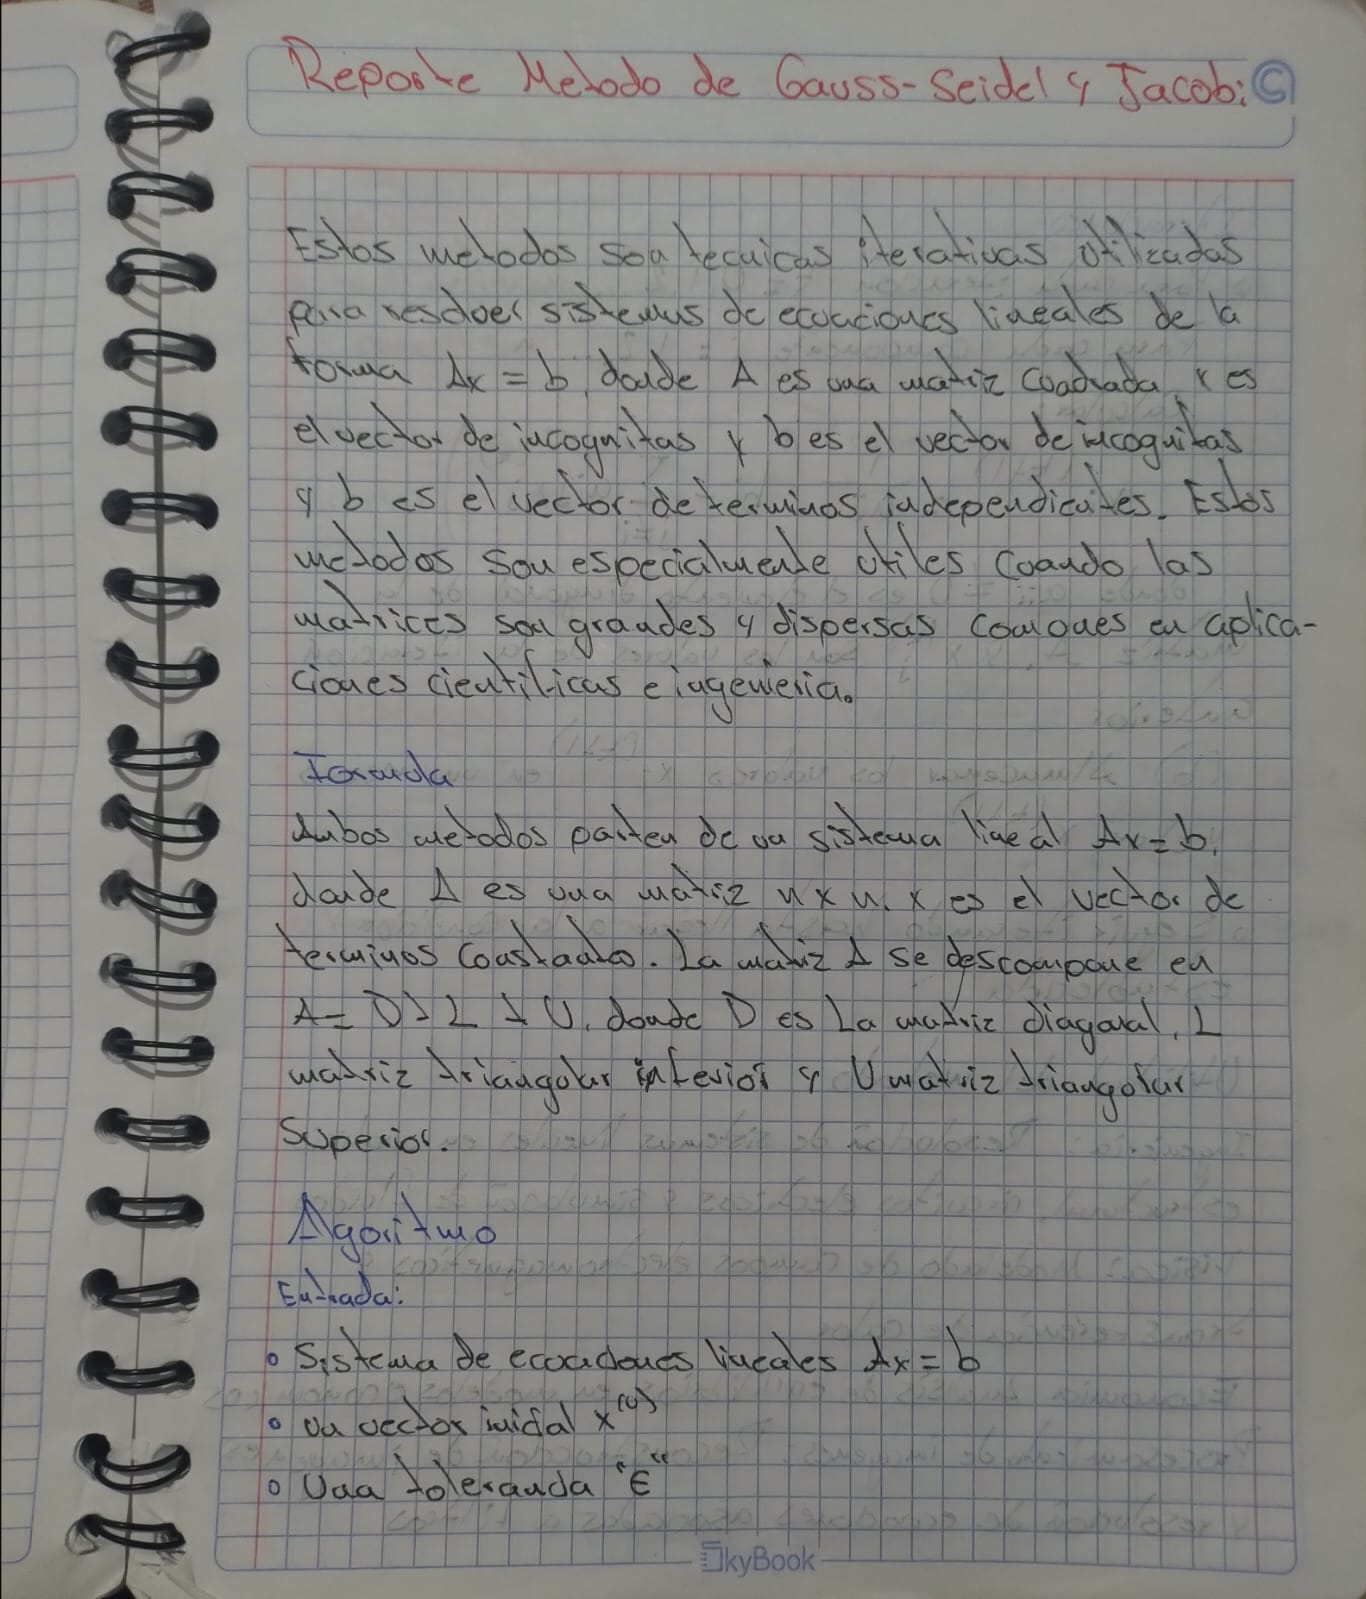 Reporte Metodo de Gauss-Seidel y Jacobi C
Estos metodos son tecnicas iterativas utilizadas
para resolver sistemas de ecuaciones lineales de la
forma Ax = b, donde A es una matriz cuadrada, x es
el vector de incognitas y b es el vector de incognitas
y b es el vector de terminos independientes. Estos
metodos son especialmente utiles cuando las
matrices son grandes y dispersas comunes en aplica-
ciones cientificas e ingenieria.
Formula
Ambos metodos parten de un sistema lineal Ax = b,
donde A es una matriz n x n, x es el vector de
terminos constantes. La matriz A se descompone en
A = D + L + U, donde D es La matriz diagonal, L
matriz triangular inferior y U matriz triangular
Superior.
Algoritmo
Entrada:
• Sistema de ecuaciones lineales Ax = b
• Un vector inicial x⁽⁰⁾
• Una tolerancia "ϵ"
SkyBook